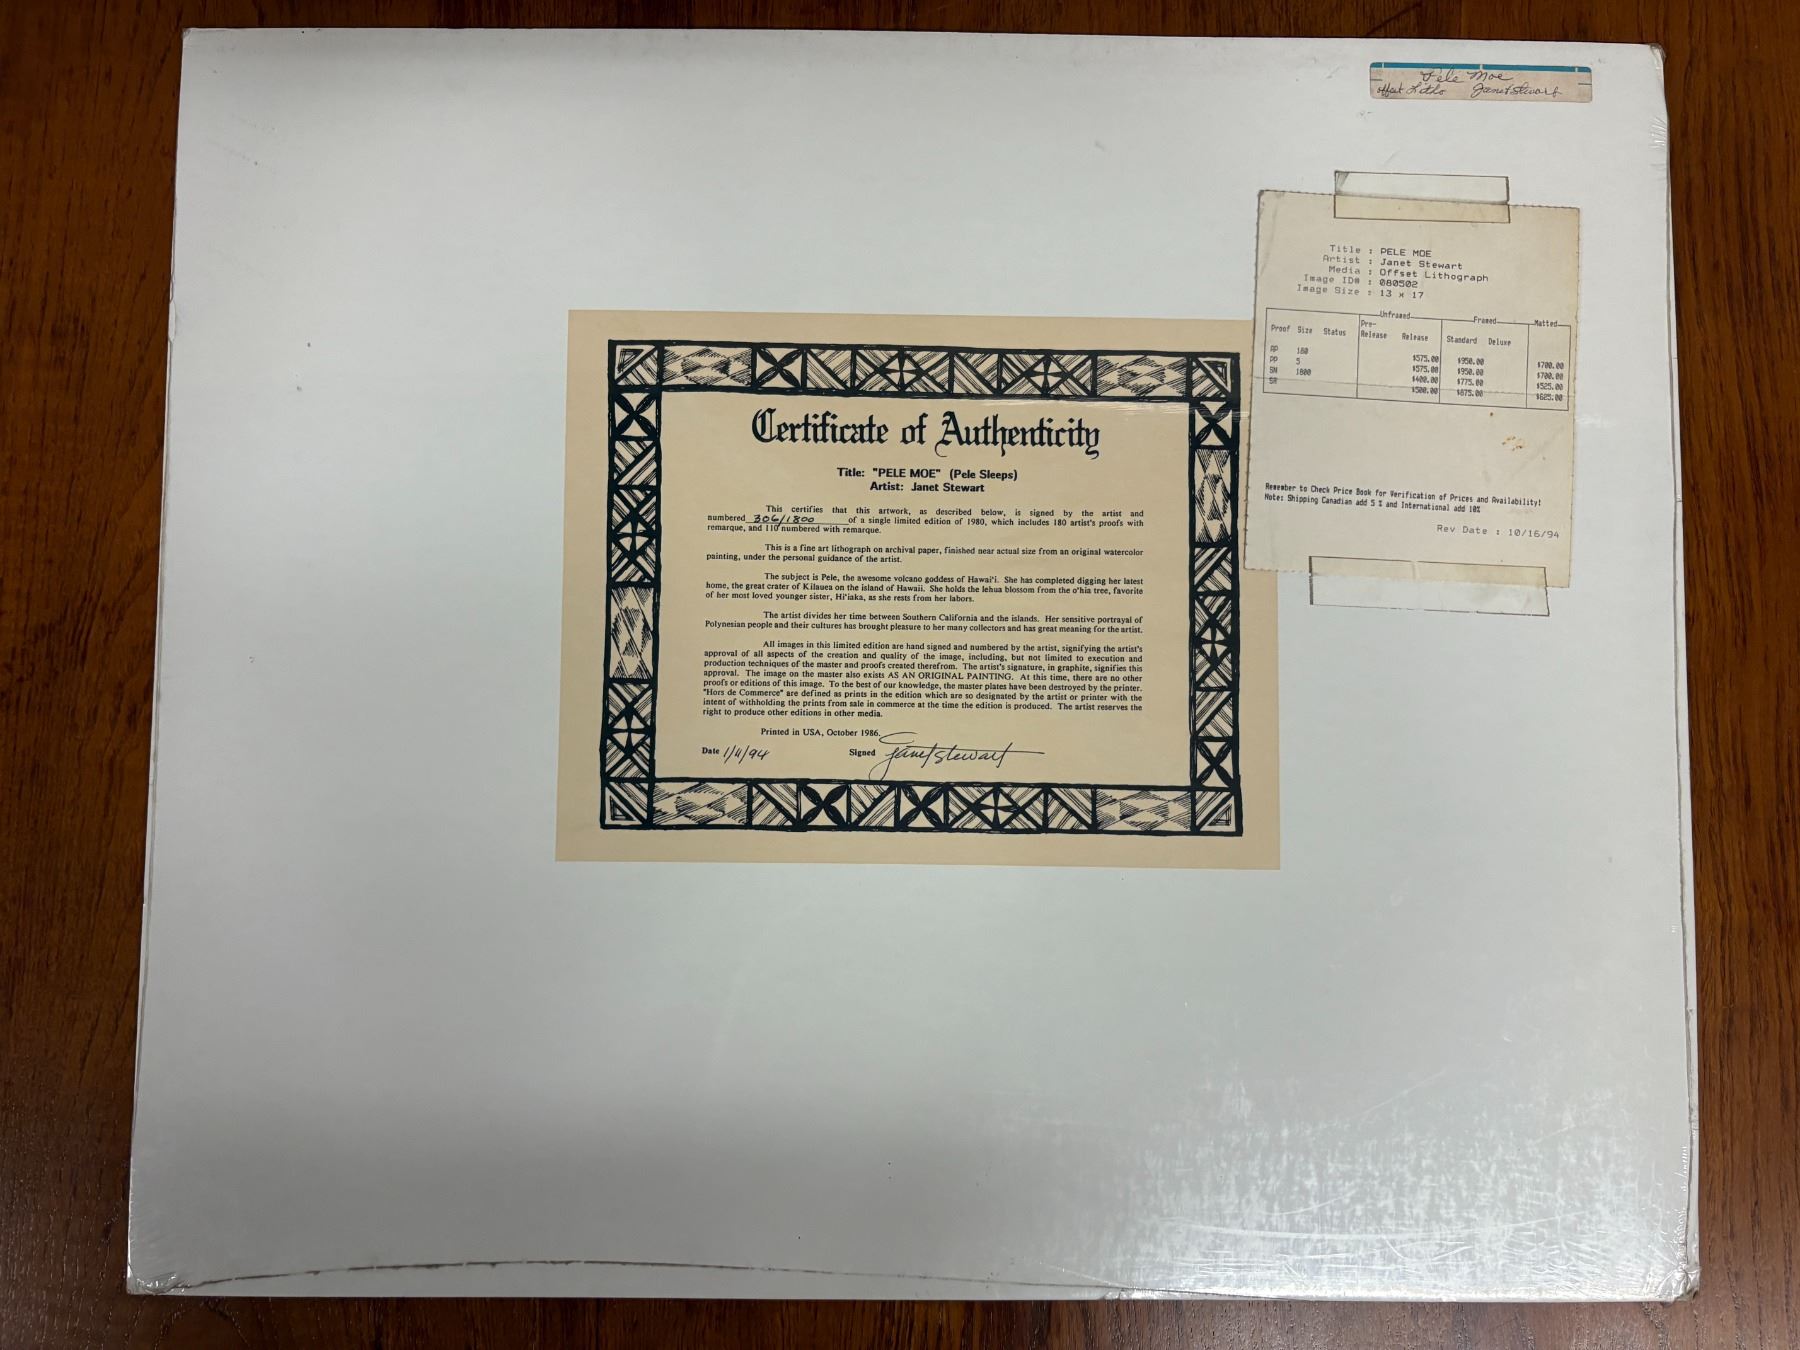 Pele Moe
offset Litho Janet Stewart
Title : PELE MOE
Artist : Janet Stewart
Media : Offset Lithograph
Image ID# : 080502
Image Size : 13 x 17
Unframed Framed Matted
Proof Size Status Pre-Release Release Standard Deluxe
AP 180 $575.00 $950.00 $700.00
PP 5 $575.00 $950.00 $700.00
SN 1800 $400.00 $775.00 $525.00
SR $500.00 $875.00 $625.00
Remember to Check Price Book for Verification of Prices and Availability!
Note: Shipping Canadian add 5 % and International add 10%
Rev Date : 10/16/94
Certificate of Authenticity
Title: "PELE MOE" (Pele Sleeps)
Artist: Janet Stewart
This certifies that this artwork, as described below, is signed by the artist and
numbered 306/1800 of a single limited edition of 1980, which includes 180 artist's proofs with
remarque, and 110 numbered with remarque.
This is a fine art lithograph on archival paper, finished near actual size from an original watercolor
painting, under the personal guidance of the artist.
The subject is Pele, the awesome volcano goddess of Hawai'i. She has completed digging her latest
home, the great crater of Kilauea on the island of Hawaii. She holds the lehua blossom from the o'hia tree, favorite
of her most loved younger sister, Hi'iaka, as she rests from her labors.
The artist divides her time between Southern California and the islands. Her sensitive portrayal of
Polynesian people and their cultures has brought pleasure to her many collectors and has great meaning for the artist.
All images in this limited edition are hand signed and numbered by the artist, signifying the artist's
approval of all aspects of the creation and quality of the image, including, but not limited to execution and
production techniques of the master and proofs created therefrom. The artist's signature, in graphite, signifies this
approval. The image on the master also exists AS AN ORIGINAL PAINTING. At this time, there are no other
proofs or editions of this image. To the best of our knowledge, the master plates have been destroyed by the printer.
"Hors de Commerce" are defined as prints in the edition which are so designated by the artist or printer with the
intent of withholding the prints from sale in commerce at the time the edition is produced. The artist reserves the
right to produce other editions in other media.
Printed in USA, October 1986.
Date 1/11/94 Signed Janet Stewart